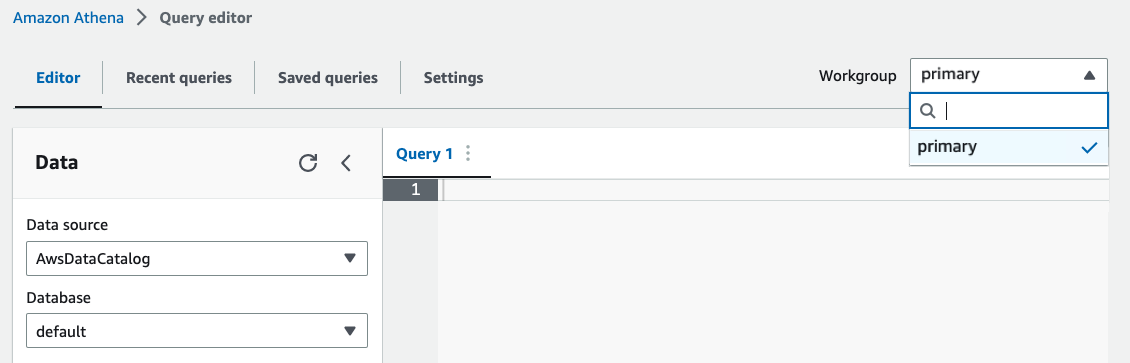 Amazon Athena > Query editor
Editor Recent queries Saved queries Settings Workgroup primary
primary
Data
Query 1
1
Data source
AwsDataCatalog
Database
default